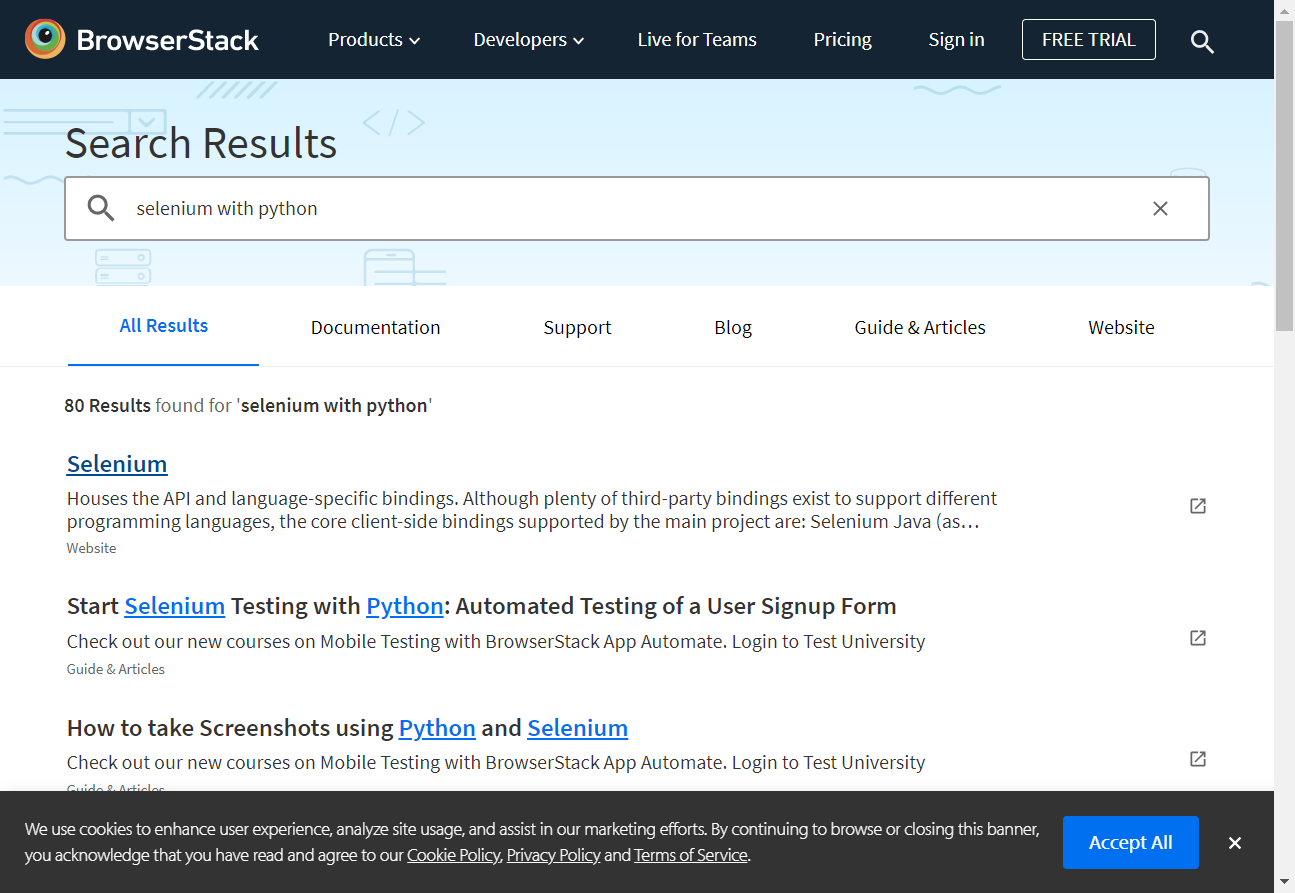 BrowserStack
Products
Developers
Live for Teams
Pricing
Sign in
FREE TRIAL
Search Results
selenium with python
All Results
Documentation
Support
Blog
Guide & Articles
Website
80 Results found for 'selenium with python'
Selenium
Houses the API and language-specific bindings. Although plenty of third-party bindings exist to support different
programming languages, the core client-side bindings supported by the main project are: Selenium Java (as…
Website
Start Selenium Testing with Python: Automated Testing of a User Signup Form
Check out our new courses on Mobile Testing with BrowserStack App Automate. Login to Test University
Guide & Articles
How to take Screenshots using Python and Selenium
Check out our new courses on Mobile Testing with BrowserStack App Automate. Login to Test University
Guide & Articles
We use cookies to enhance user experience, analyze site usage, and assist in our marketing efforts. By continuing to browse or closing this banner,
you acknowledge that you have read and agree to our Cookie Policy, Privacy Policy and Terms of Service.
Accept All